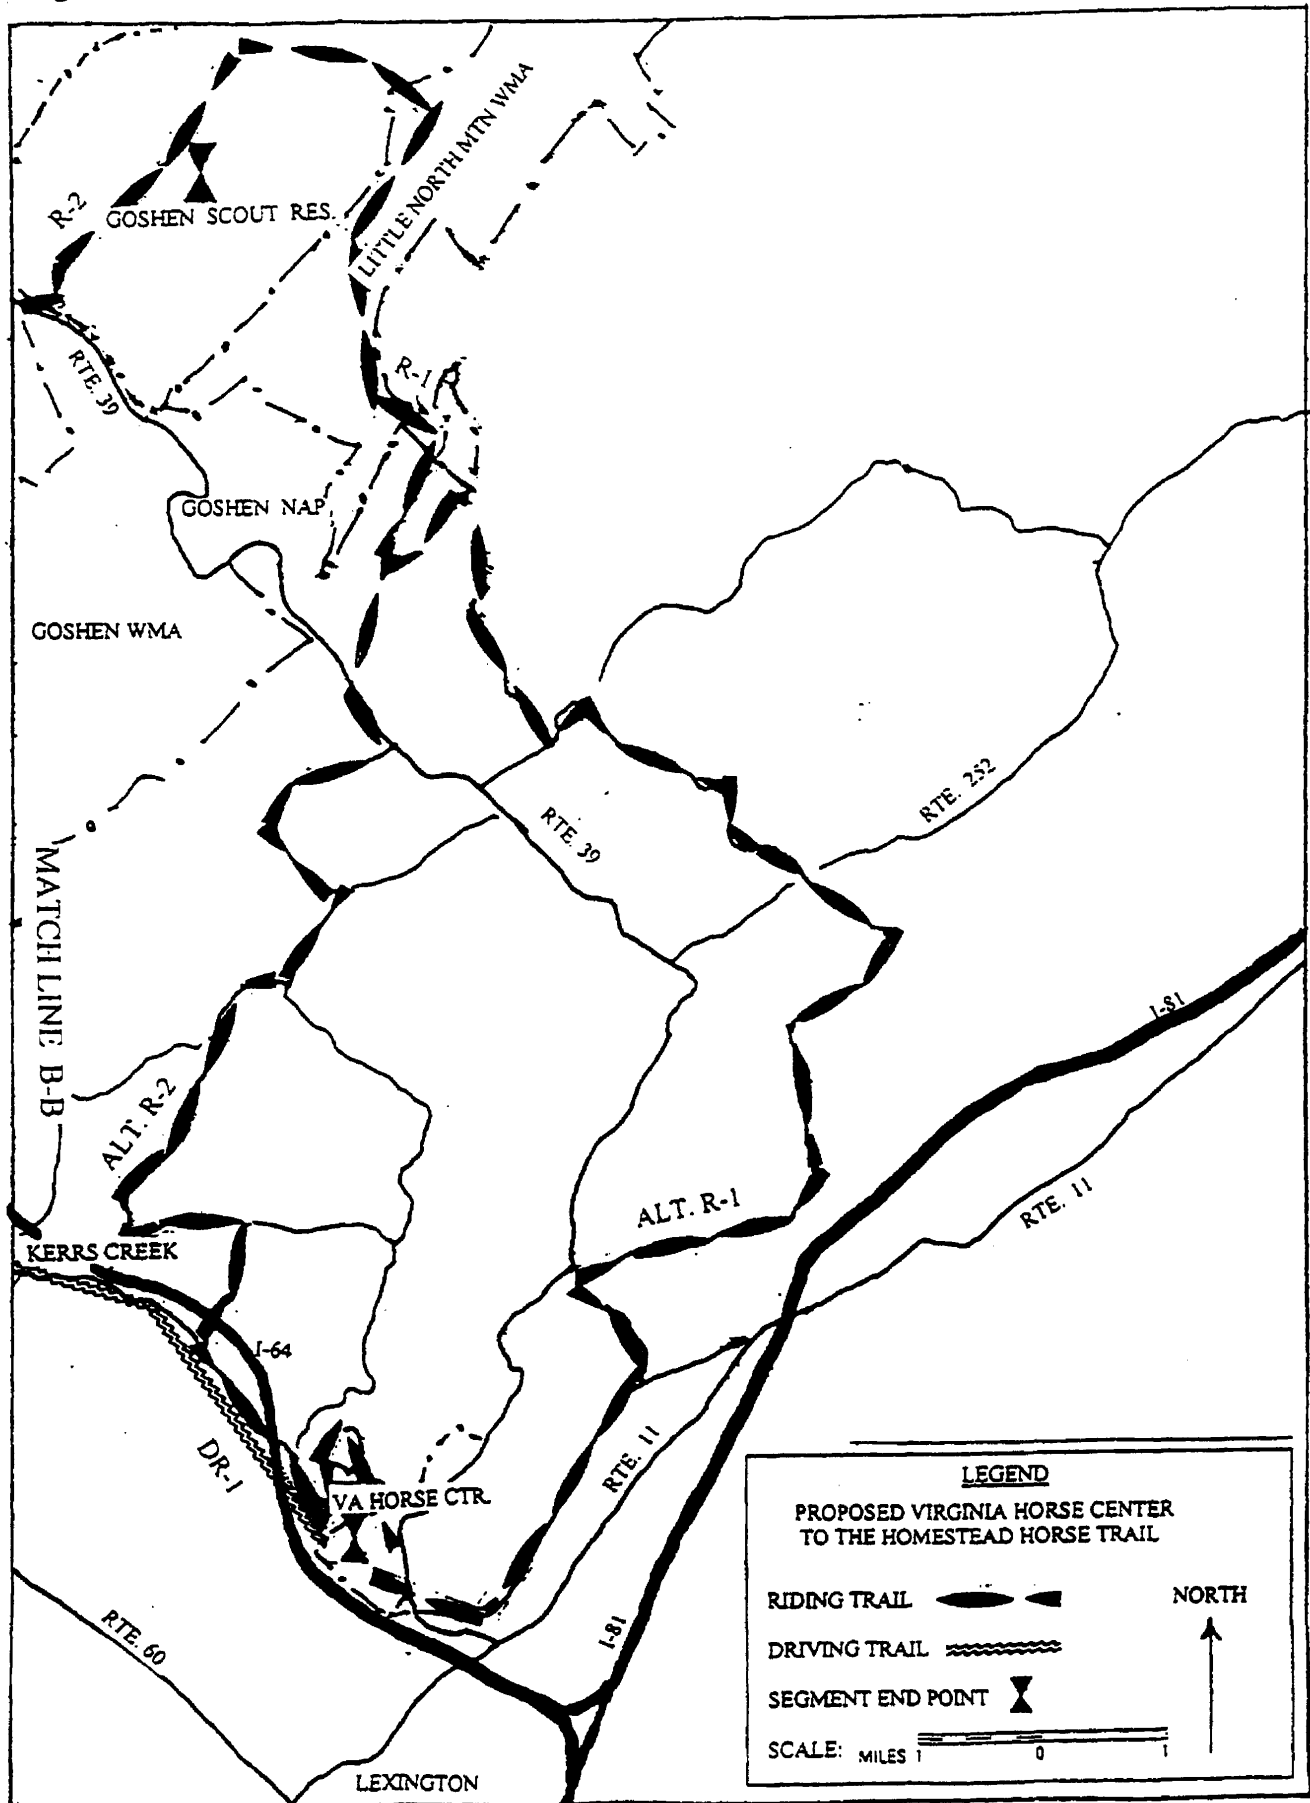 LITTLE NORTH MTN WMA
R-2
GOSHEN SCOUT RES.
RTE. 39
R-1
GOSHEN NAP
GOSHEN WMA
RTE. 252
RTE. 39
MATCH LINE B-B
I-81
ALT. R-2
ALT. R-1
RTE. 11
KERRS CREEK
I-64
DR-1
RTE. 11
VA HORSE CTR.
I-81
RTE. 60
LEXINGTON
LEGEND
PROPOSED VIRGINIA HORSE CENTER
TO THE HOMESTEAD HORSE TRAIL
RIDING TRAIL
NORTH
DRIVING TRAIL
SEGMENT END POINT
SCALE: MILES 1 0 1